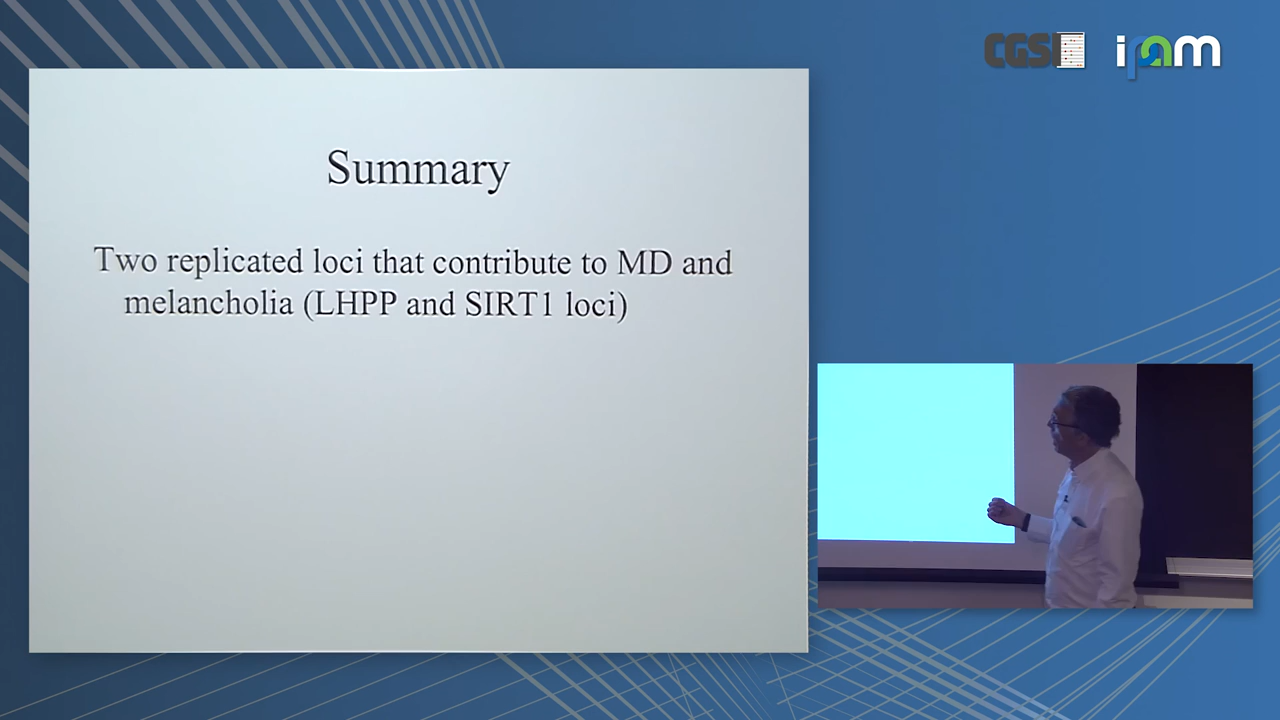 CGSI
ipam
Summary
Two replicated loci that contribute to MD and
melancholia (LHPP and SIRT1 loci)